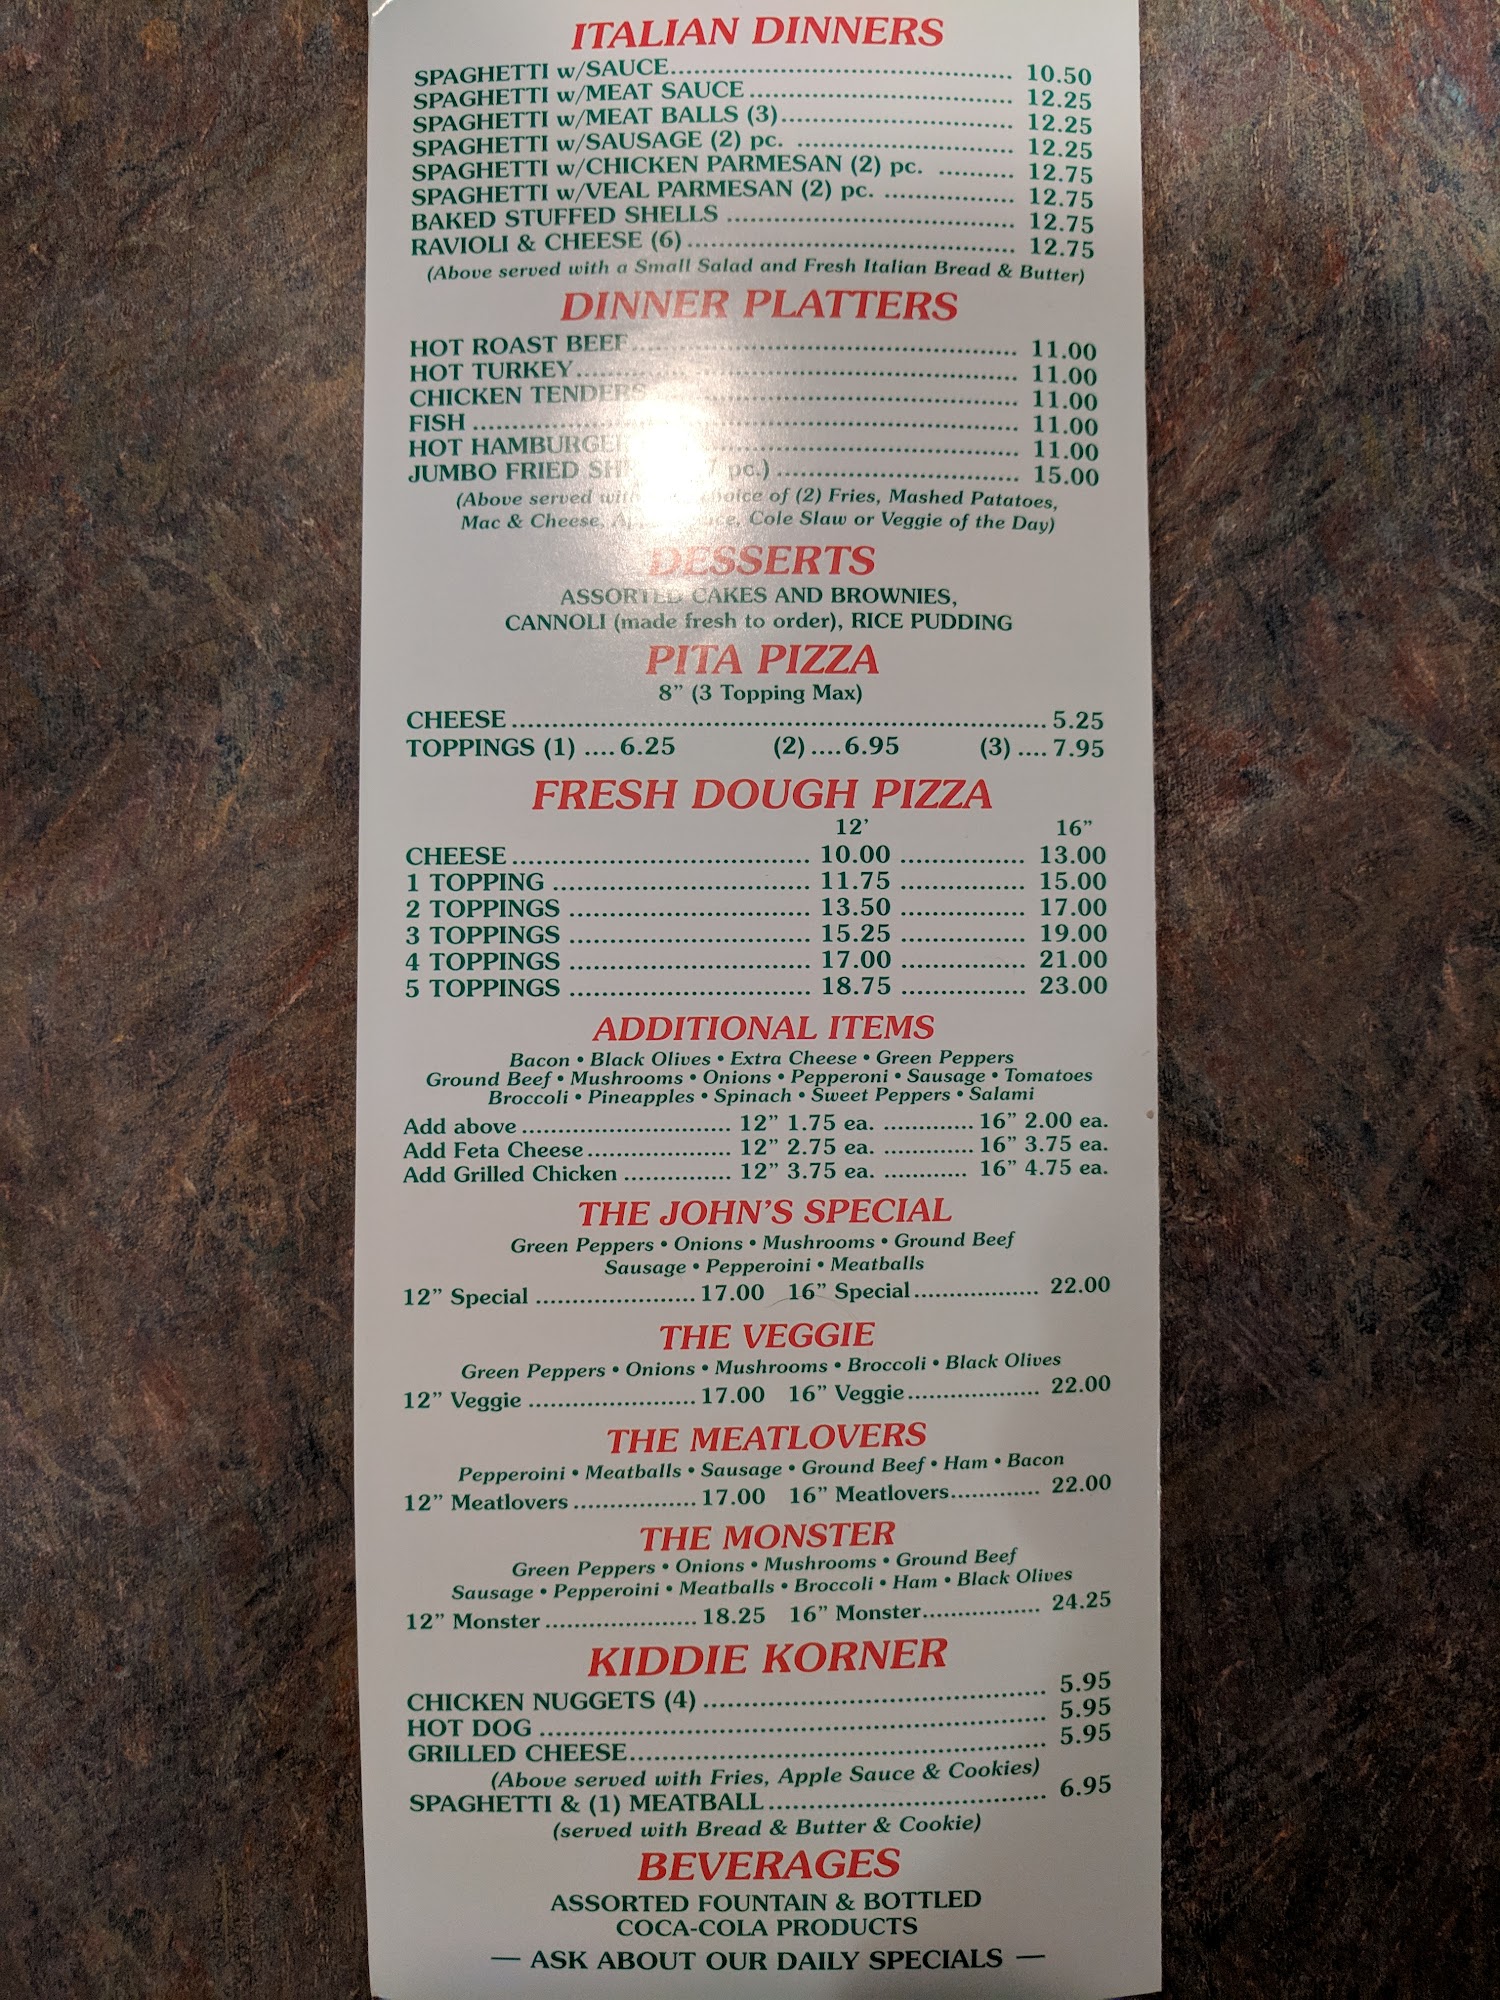 ITALIAN DINNERS
SPAGHETTI w/SAUCE........................................ 10.50
SPAGHETTI w/MEAT SAUCE ............................... 12.25
SPAGHETTI w/MEAT BALLS (3)........................... 12.25
SPAGHETTI w/SAUSAGE (2) pc. ......................... 12.25
SPAGHETTI w/CHICKEN PARMESAN (2) pc. .......... 12.75
SPAGHETTI w/VEAL PARMESAN (2) pc. ................ 12.75
BAKED STUFFED SHELLS .................................. 12.75
RAVIOLI & CHEESE (6)...................................... 12.75
(Above served with a Small Salad and Fresh Italian Bread & Butter)
DINNER PLATTERS
HOT ROAST BEEF............................................. 11.00
HOT TURKEY.................................................. 11.00
CHICKEN TENDERS .......................................... 11.00
FISH .............................................................. 11.00
HOT HAMBURGER ........................................... 11.00
JUMBO FRIED pc.) ............................... 15.00
(Above served with choice of (2) Fries, Mashed Patatoes,
Mac & Cheese, Cole Slaw or Veggie of the Day)
DESSERTS
ASSORTED CAKES AND BROWNIES,
CANNOLI (made fresh to order), RICE PUDDING
PITA PIZZA
8” (3 Topping Max)
CHEESE.......................................................... 5.25
TOPPINGS (1) ....6.25 (2)....6.95 (3) ....7.95
FRESH DOUGH PIZZA
12’ 16”
CHEESE................................ 10.00 ................ 13.00
1 TOPPING ........................... 11.75 ................ 15.00
2 TOPPINGS ......................... 13.50 ................ 17.00
3 TOPPINGS ......................... 15.25 ................ 19.00
4 TOPPINGS ......................... 17.00 ................ 21.00
5 TOPPINGS ......................... 18.75 ................ 23.00
ADDITIONAL ITEMS
Bacon • Black Olives • Extra Cheese • Green Peppers
Ground Beef • Mushrooms • Onions • Pepperoni • Sausage • Tomatoes
Broccoli • Pineapples • Spinach • Sweet Peppers • Salami
Add above ............................. 12” 1.75 ea. ............. 16” 2.00 ea.
Add Feta Cheese.................... 12” 2.75 ea. ............. 16” 3.75 ea.
Add Grilled Chicken ............... 12” 3.75 ea. ............ 16” 4.75 ea.
THE JOHN’S SPECIAL
Green Peppers • Onions • Mushrooms • Ground Beef
Sausage • Pepperoini • Meatballs
12” Special ......................17.00 16” Special.................. 22.00
THE VEGGIE
Green Peppers • Onions • Mushrooms • Broccoli • Black Olives
12” Veggie .......................17.00 16” Veggie................... 22.00
THE MEATLOVERS
Pepperoini • Meatballs • Sausage • Ground Beef • Ham • Bacon
12” Meatlovers .................17.00 16” Meatlovers............. 22.00
THE MONSTER
Green Peppers • Onions • Mushrooms • Ground Beef
Sausage • Pepperoini • Meatballs • Broccoli • Ham • Black Olives
12” Monster .....................18.25 16” Monster................. 24.25
KIDDIE KORNER
CHICKEN NUGGETS (4) ..................................... 5.95
HOT DOG ....................................................... 5.95
GRILLED CHEESE............................................. 5.95
(Above served with Fries, Apple Sauce & Cookies)
SPAGHETTI & (1) MEATBALL.............................. 6.95
(served with Bread & Butter & Cookie)
BEVERAGES
ASSORTED FOUNTAIN & BOTTLED
COCA-COLA PRODUCTS
— ASK ABOUT OUR DAILY SPECIALS —